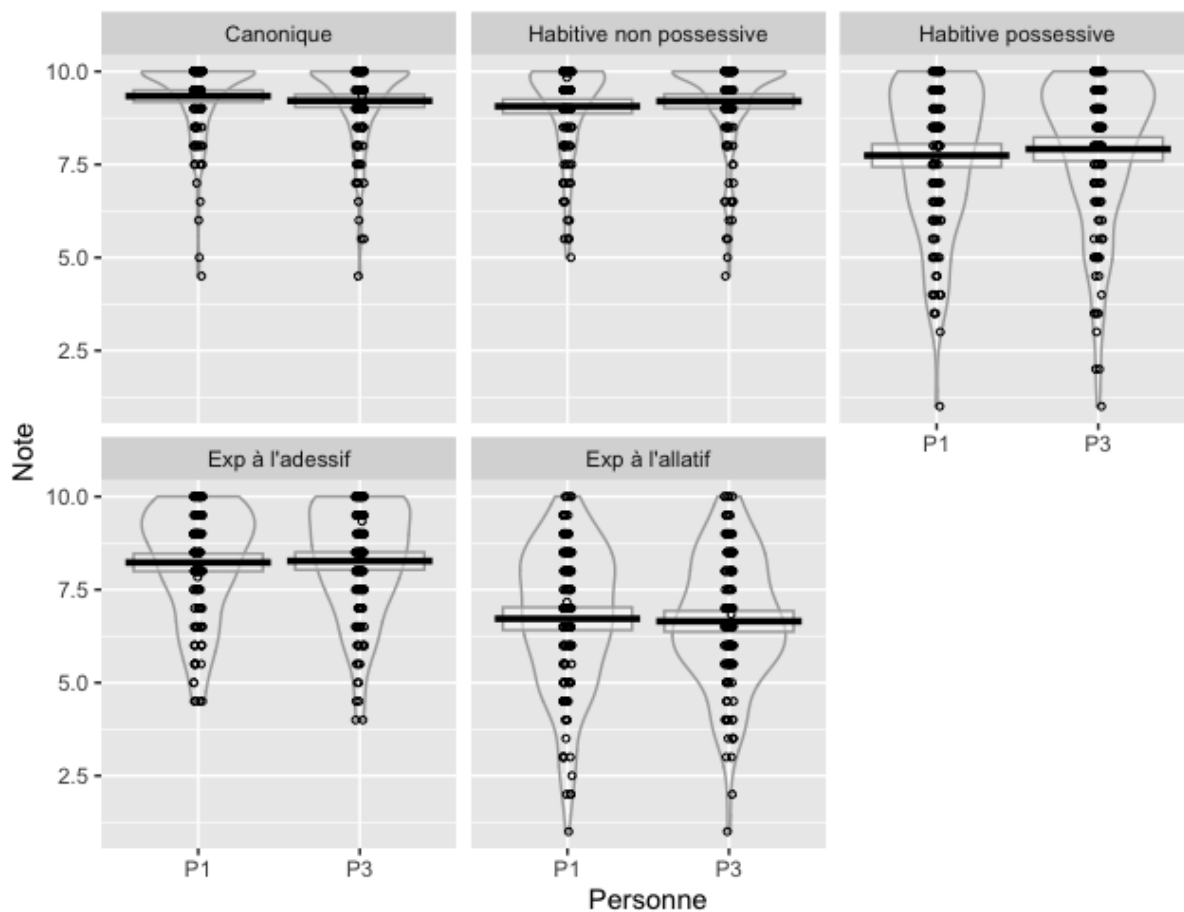 Canonique
Habitive non possessive
Habitive possessive
10.0
7.5
5.0
2.5
P1
P3
Note
Exp à l'adessif
Exp à l'allatif
10.0
7.5
5.0
2.5
P1
P3
P1
P3
Personne